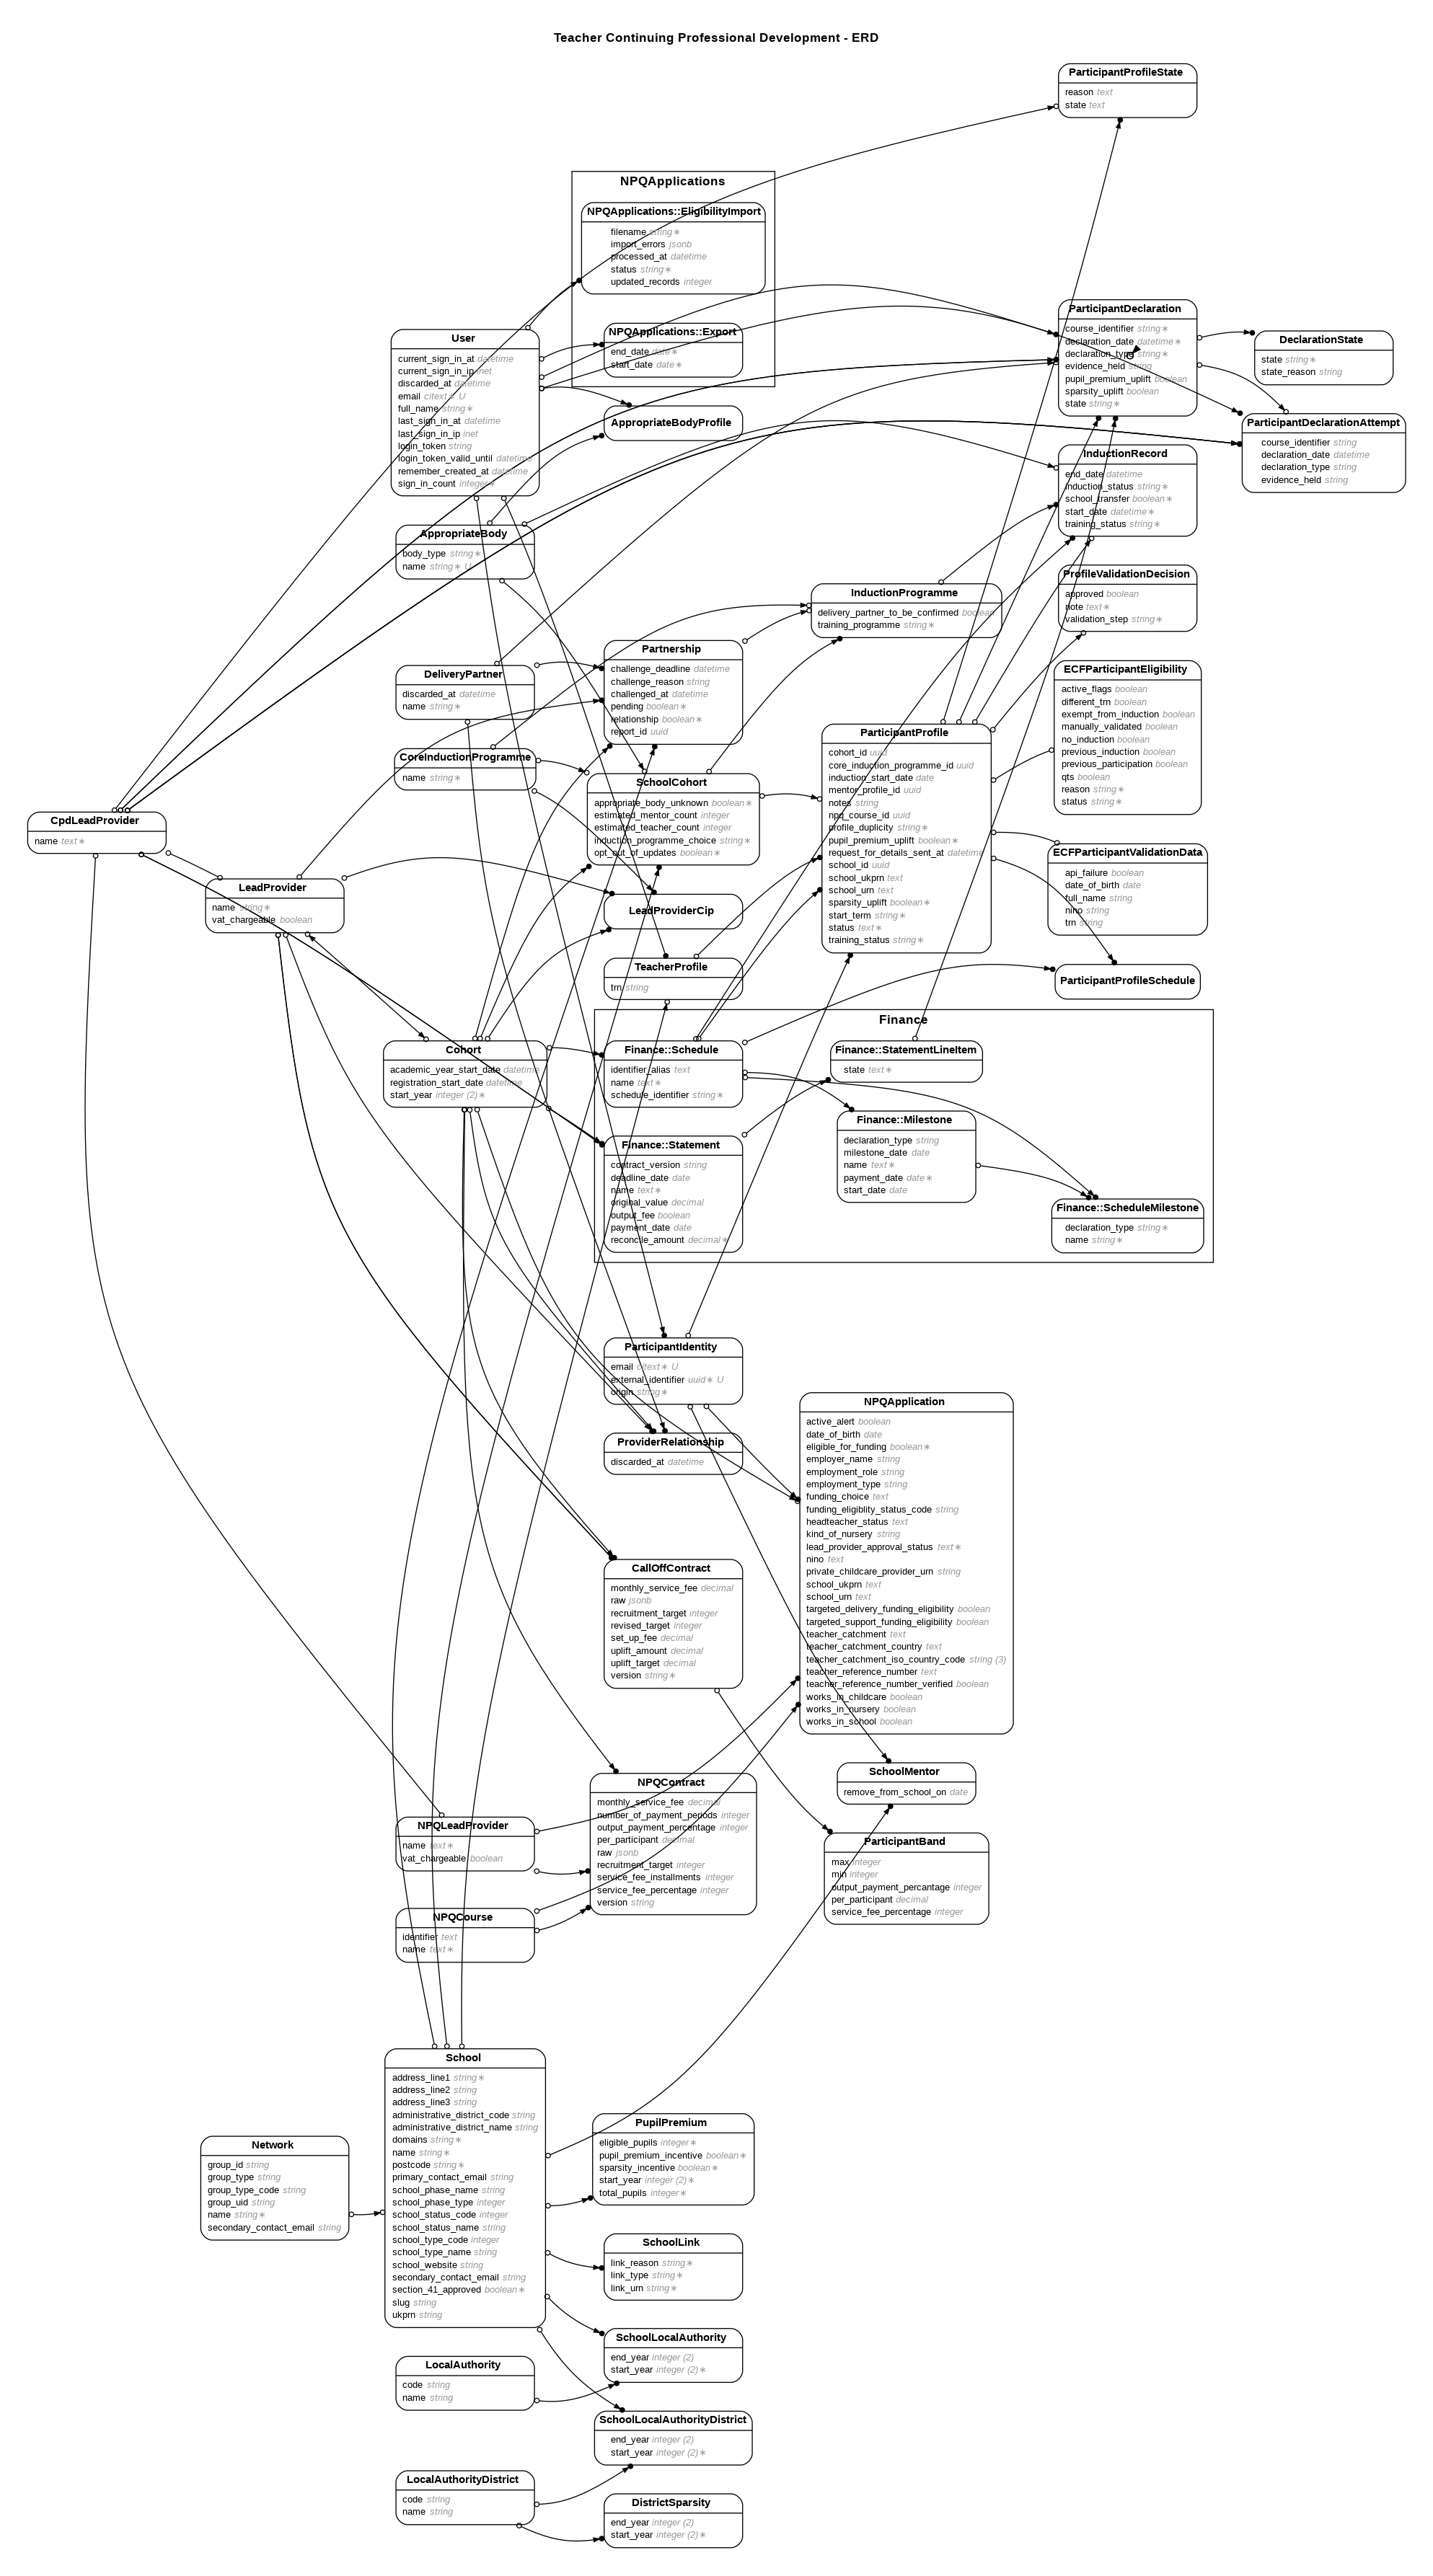 Teacher Continuing Professional Development - ERD
ParticipantProfileState
reason text
state text
NPQApplications
NPQApplications::EligibilityImport
filename string ∗
import_errors jsonb
processed_at datetime
status string ∗
updated_records integer
NPQApplications::Export
end_date date ∗
start_date date ∗
User
current_sign_in_at datetime
current_sign_in_ip inet
discarded_at datetime
email citext ∗ U
full_name string ∗
last_sign_in_at datetime
last_sign_in_ip inet
login_token string
login_token_valid_until datetime
remember_created_at datetime
sign_in_count integer ∗
AppropriateBodyProfile
ParticipantDeclaration
course_identifier string ∗
declaration_date datetime ∗
declaration_type string ∗
evidence_held string
pupil_premium_uplift boolean
sparsity_uplift boolean
state string ∗
DeclarationState
state string ∗
state_reason string
ParticipantDeclarationAttempt
course_identifier string
declaration_date datetime
declaration_type string
evidence_held string
InductionRecord
end_date datetime
induction_status string ∗
school_transfer boolean ∗
start_date datetime ∗
training_status string ∗
AppropriateBody
body_type string ∗
name string ∗ U
ProfileValidationDecision
approved boolean
note text ∗
validation_step string ∗
InductionProgramme
delivery_partner_to_be_confirmed boolean
training_programme string ∗
Partnership
challenge_deadline datetime
challenge_reason string
challenged_at datetime
pending boolean ∗
relationship boolean ∗
report_id uuid
DeliveryPartner
discarded_at datetime
name string ∗
ECFParticipantEligibility
active_flags boolean
different_trn boolean
exempt_from_induction boolean
manually_validated boolean
no_induction boolean
previous_induction boolean
previous_participation boolean
qts boolean
reason string ∗
status string ∗
CoreInductionProgramme
name string ∗
SchoolCohort
appropriate_body_unknown boolean ∗
estimated_mentor_count integer
estimated_teacher_count integer
induction_programme_choice string ∗
opt_out_of_updates boolean ∗
ParticipantProfile
cohort_id uuid
core_induction_programme_id uuid
induction_start_date date
mentor_profile_id uuid
notes string
npq_course_id uuid
profile_duplicity string ∗
pupil_premium_uplift boolean ∗
request_for_details_sent_at datetime
school_id uuid
school_ukprn text
school_urn text
sparsity_uplift boolean ∗
start_term string ∗
status text ∗
training_status string ∗
CpdLeadProvider
name text ∗
ECFParticipantValidationData
api_failure boolean
date_of_birth date
full_name string
nino string
trn string
LeadProvider
name string ∗
vat_chargeable boolean
LeadProviderCip
TeacherProfile
trn string
ParticipantProfileSchedule
Finance
Cohort
academic_year_start_date datetime
registration_start_date datetime
start_year integer (2) ∗
Finance::Schedule
identifier_alias text
name text ∗
schedule_identifier string ∗
Finance::StatementLineItem
state text ∗
Finance::Milestone
declaration_type string
milestone_date date
name text ∗
payment_date date ∗
start_date date
Finance::Statement
contract_version string
deadline_date date
name text ∗
original_value decimal
output_fee boolean
payment_date date
reconcile_amount decimal ∗
Finance::ScheduleMilestone
declaration_type string ∗
name string ∗
ParticipantIdentity
email citext ∗ U
external_identifier uuid ∗ U
origin string ∗
ProviderRelationship
discarded_at datetime
NPQApplication
active_alert boolean
date_of_birth date
eligible_for_funding boolean ∗
employer_name string
employment_role string
employment_type string
funding_choice text
funding_eligiblity_status_code string
headteacher_status text
kind_of_nursery string
lead_provider_approval_status text ∗
nino text
private_childcare_provider_urn string
school_ukprn text
school_urn text
targeted_delivery_funding_eligibility boolean
targeted_support_funding_eligibility boolean
teacher_catchment text
teacher_catchment_country text
teacher_catchment_iso_country_code string (3)
teacher_reference_number text
teacher_reference_number_verified boolean
works_in_childcare boolean
works_in_nursery boolean
works_in_school boolean
CallOffContract
monthly_service_fee decimal
raw jsonb
recruitment_target integer
revised_target integer
set_up_fee decimal
uplift_amount decimal
uplift_target decimal
version string ∗
SchoolMentor
remove_from_school_on date
NPQContract
monthly_service_fee decimal
number_of_payment_periods integer
output_payment_percentage integer
per_participant decimal
raw jsonb
recruitment_target integer
service_fee_installments integer
service_fee_percentage integer
version string
NPQLeadProvider
name text ∗
vat_chargeable boolean
ParticipantBand
max integer
min integer
output_payment_percantage integer
per_participant decimal
service_fee_percentage integer
NPQCourse
identifier text
name text ∗
School
address_line1 string ∗
address_line2 string
address_line3 string
administrative_district_code string
administrative_district_name string
domains string ∗
name string ∗
postcode string ∗
primary_contact_email string
school_phase_name string
school_phase_type integer
school_status_code integer
school_status_name string
school_type_code integer
school_type_name string
school_website string
secondary_contact_email string
section_41_approved boolean ∗
slug string
ukprn string
Network
group_id string
group_type string
group_type_code string
group_uid string
name string ∗
secondary_contact_email string
PupilPremium
eligible_pupils integer ∗
pupil_premium_incentive boolean ∗
sparsity_incentive boolean ∗
start_year integer (2) ∗
total_pupils integer ∗
SchoolLink
link_reason string ∗
link_type string ∗
link_urn string ∗
SchoolLocalAuthority
end_year integer (2)
start_year integer (2) ∗
LocalAuthority
code string
name string
SchoolLocalAuthorityDistrict
end_year integer (2)
start_year integer (2) ∗
LocalAuthorityDistrict
code string
name string
DistrictSparsity
end_year integer (2)
start_year integer (2) ∗